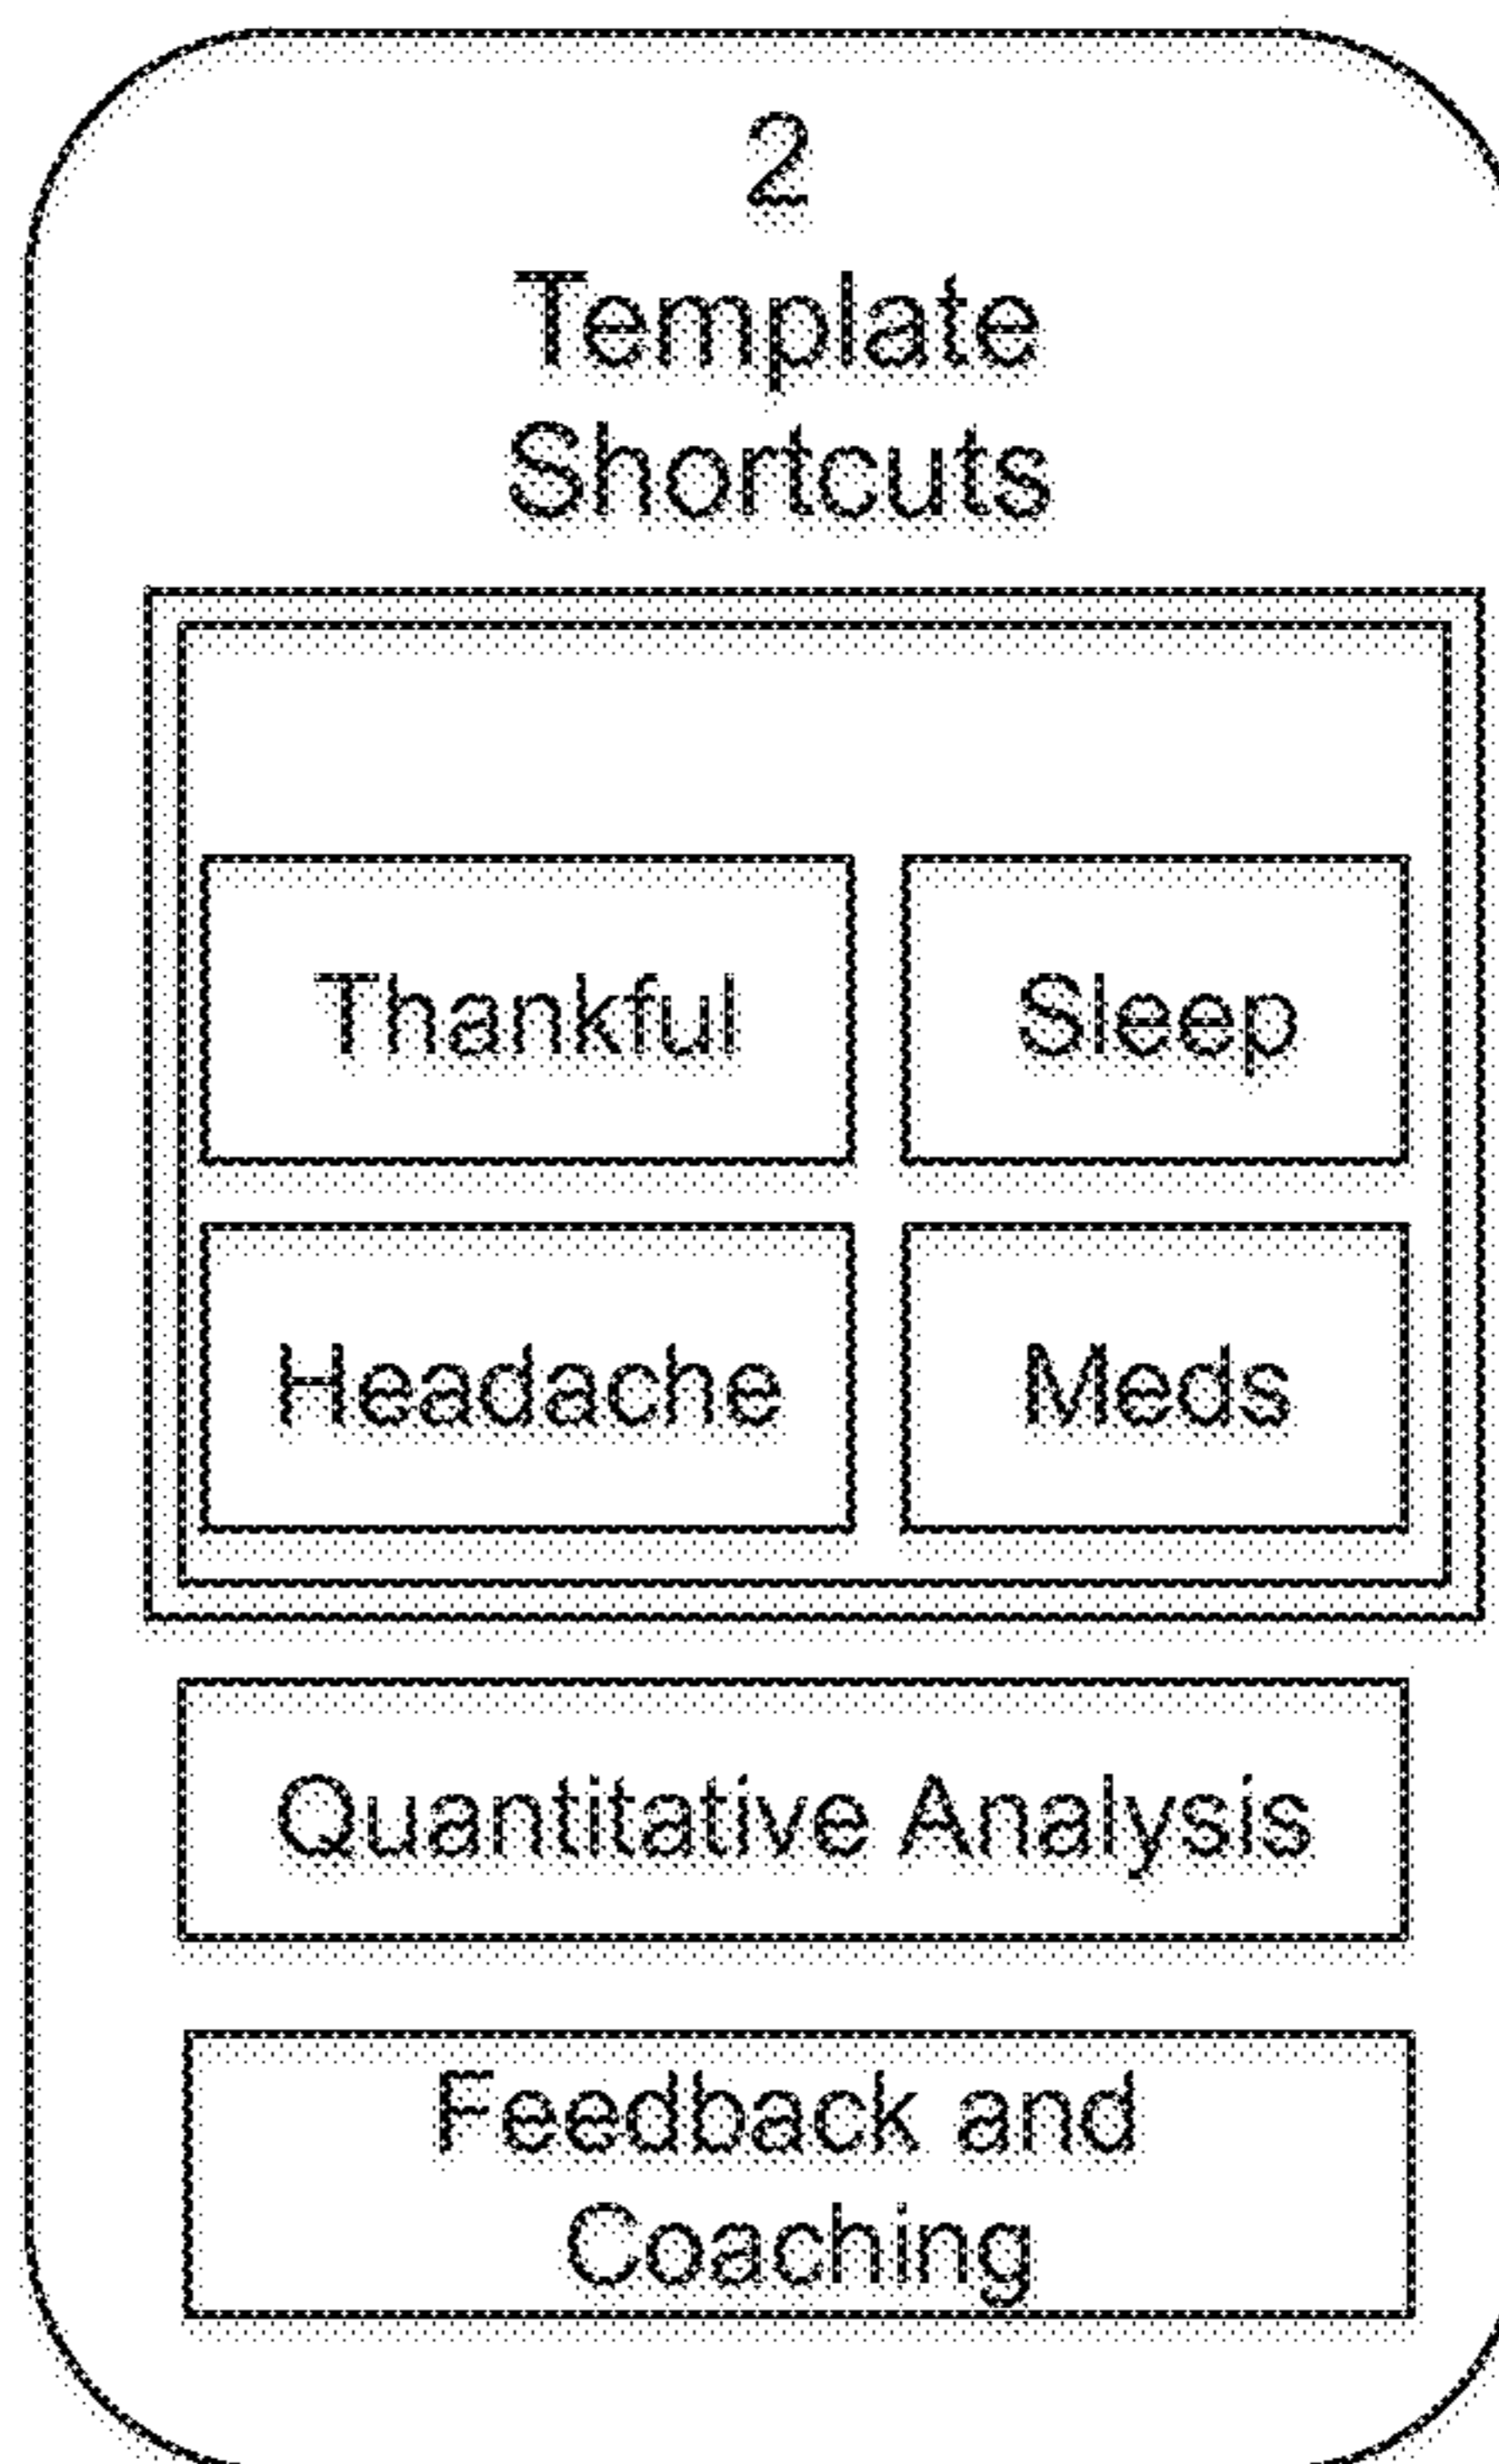 2
Template
Shortcuts
Thankful
Sleep
Headache
Meds
Quantitative Analysis
Feedback and
Coaching